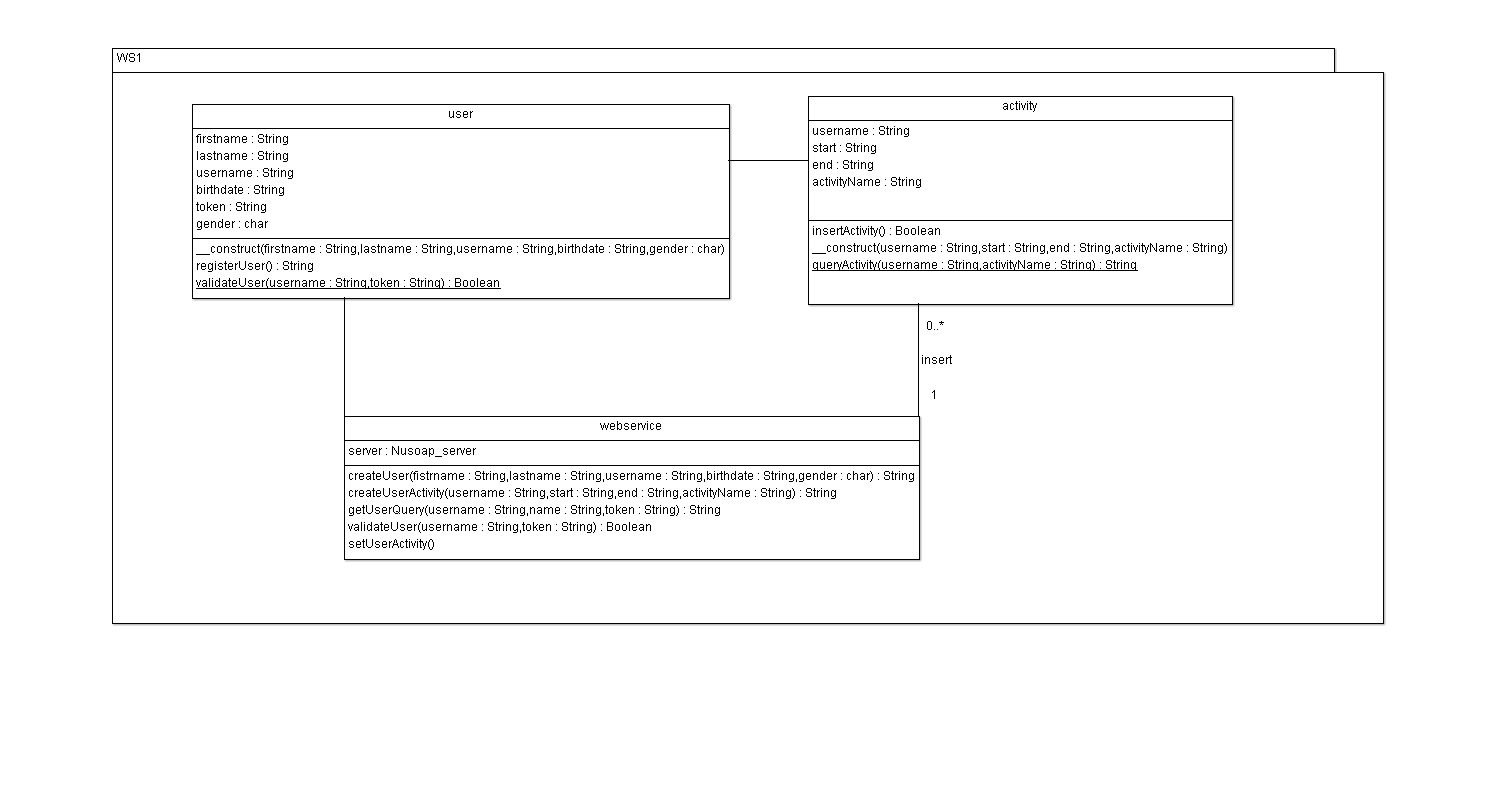 WS1
user
firstname : String
lastname : String
username : String
birthdate : String
token : String
gender : char
__construct(firstname : String,lastname : String,username : String,birthdate : String,gender : char)
registerUser() : String
validateUser(username : String,token : String) : Boolean
activity
username : String
start : String
end : String
activityName : String
insertActivity() : Boolean
__construct(username : String,start : String,end : String,activityName : String)
queryActivity(username : String,activityName : String) : String
0..*
insert
1
webservice
server : Nusoap_server
createUser(fistrname : String,lastname : String,username : String,birthdate : String,gender : char) : String
createUserActivity(username : String,start : String,end : String,activityName : String) : String
getUserQuery(username : String,name : String,token : String) : String
validateUser(username : String,token : String) : Boolean
setUserActivity()